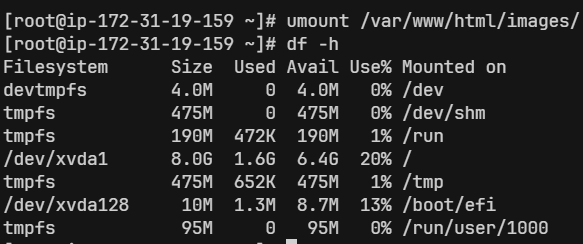 [root@ip-172-31-19-159 ~]# umount /var/www/html/images/
[root@ip-172-31-19-159 ~]# df -h
Filesystem      Size  Used Avail Use% Mounted on
devtmpfs        4.0M     0  4.0M   0% /dev
tmpfs           475M     0  475M   0% /dev/shm
tmpfs           190M  472K  190M   1% /run
/dev/xvda1      8.0G  1.6G  6.4G  20% /
tmpfs           475M  652K  475M   1% /tmp
/dev/xvda128     10M  1.3M  8.7M  13% /boot/efi
tmpfs            95M     0   95M   0% /run/user/1000